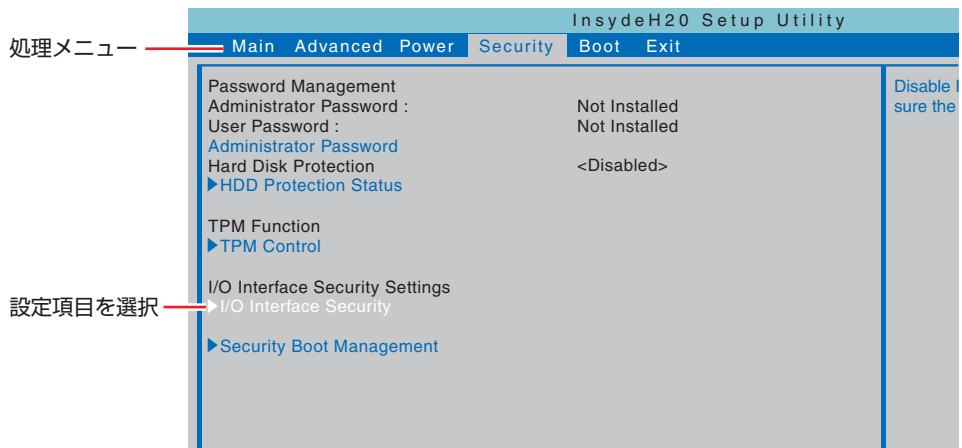 InsydeH20 Setup Utility
処理メニュー
Main Advanced Power Security Boot Exit
Password Management
Administrator Password : Not Installed
User Password : Not Installed
Administrator Password
Hard Disk Protection <Disabled>
▶HDD Protection Status
TPM Function
▶TPM Control
I/O Interface Security Settings
設定項目を選択
▶I/O Interface Security
▶Security Boot Management
Disable I
sure the